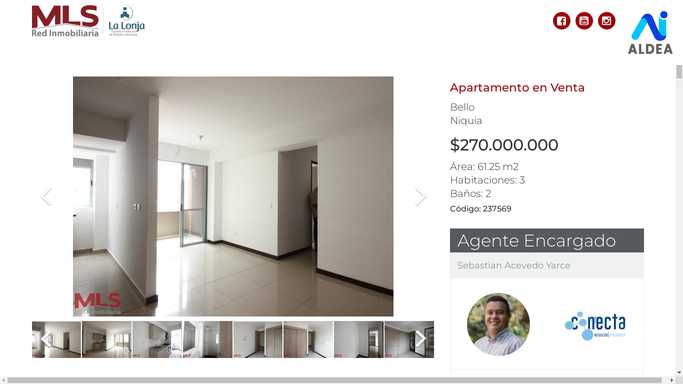 MLS
Red Inmobiliaria
La Lonja
ALDEA
Apartamento en Venta
Bello
Niquia
$270.000.000
Área: 61.25 m2
Habitaciones: 3
Baños: 2
Código: 237569
Agente Encargado
Sebastian Acevedo Yarce
conecta
MLS
MLS